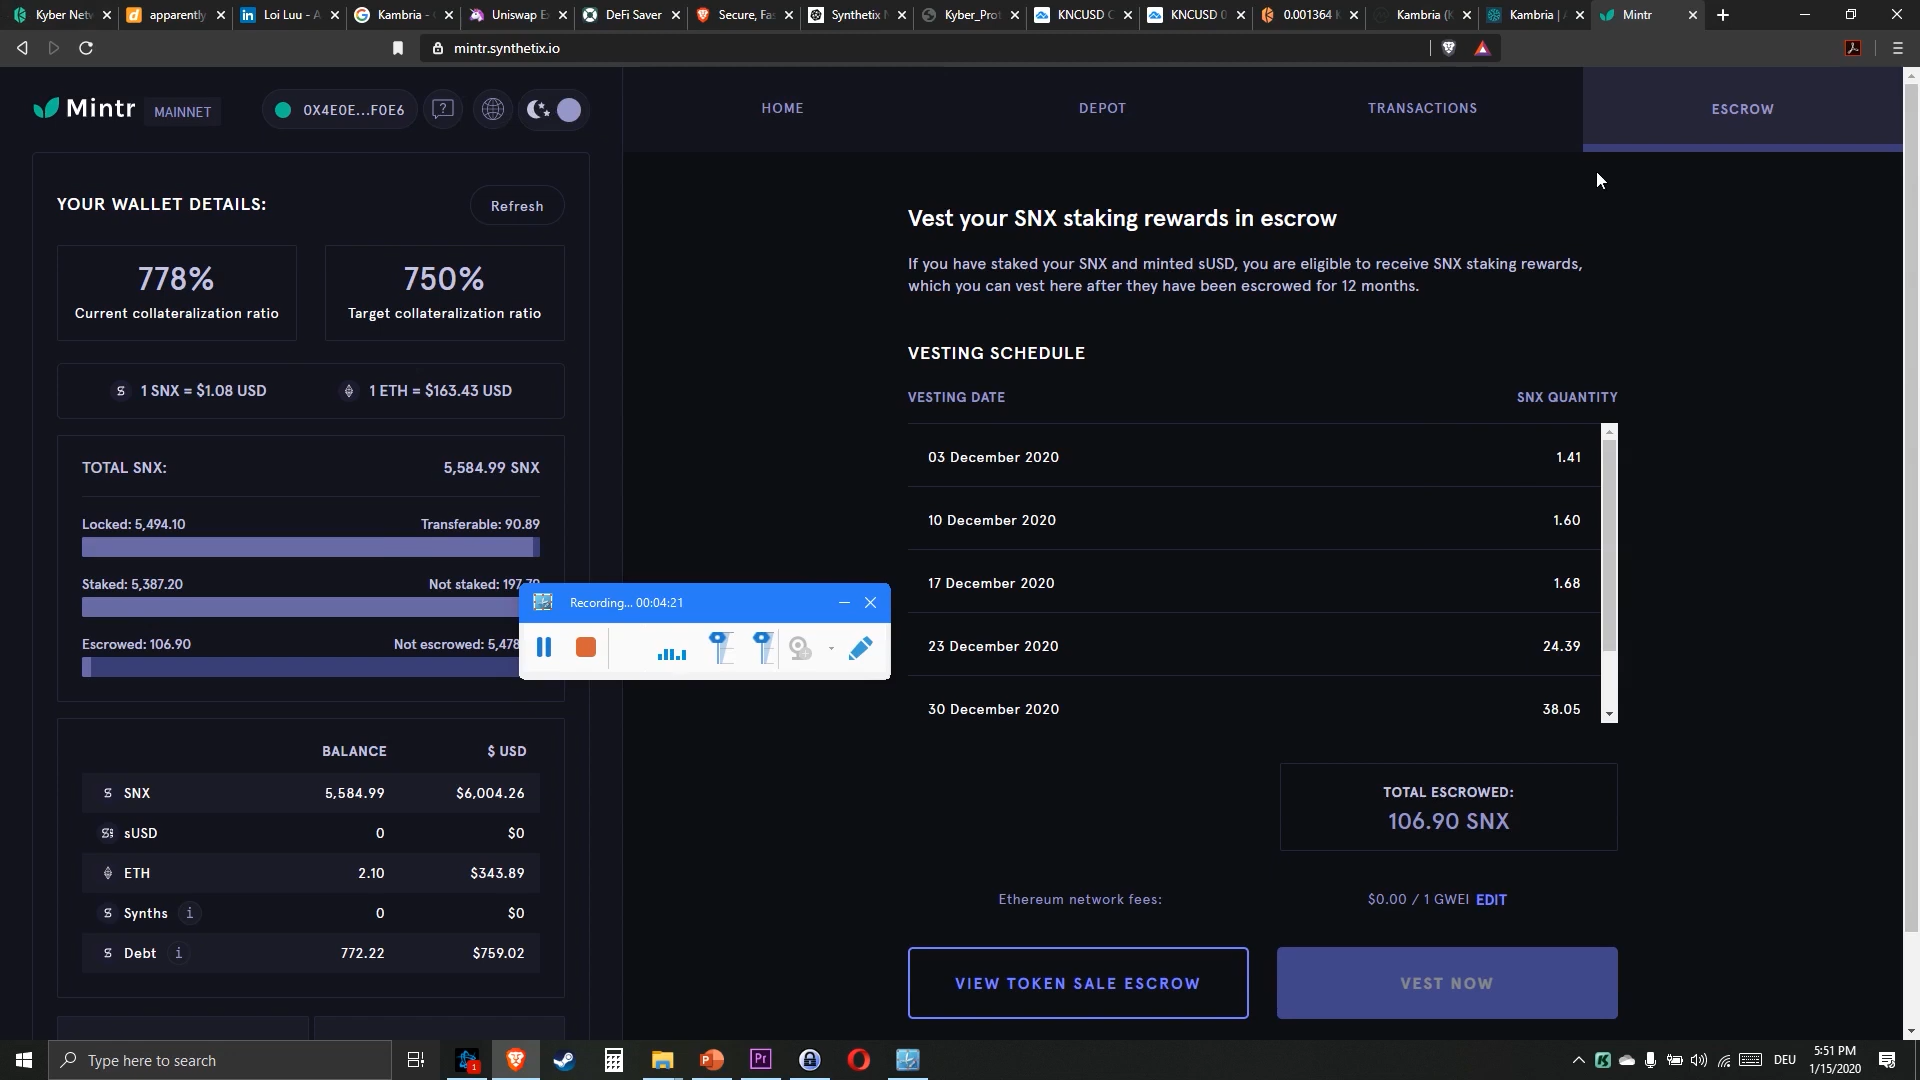 Kyber Netw
apparently
Loi Luu - A
Kambria -
Uniswap Ex
DeFi Saver
Secure, Fas
Synthetix
Kyber_Prot
KNCUSD
KNCUSD 0
0.001364
Kambria (K
Kambria |
Mintr
mintr.synthetix.io
Mintr
MAINNET
0X4E0E...F0E6
HOME
DEPOT
TRANSACTIONS
ESCROW
YOUR WALLET DETAILS:
Refresh
778%
Current collateralization ratio
750%
Target collateralization ratio
1 SNX = $1.08 USD
1 ETH = $163.43 USD
TOTAL SNX:
5,584.99 SNX
Locked: 5,494.10
Transferable: 90.89
Staked: 5,387.20
Not staked: 197.79
Escrowed: 106.90
Not escrowed: 5,478
BALANCE
$ USD
SNX
5,584.99
$6,004.26
sUSD
0
$0
ETH
2.10
$343.89
Synths
0
$0
Debt
772.22
$759.02
Recording... 00:04:21
Vest your SNX staking rewards in escrow
If you have staked your SNX and minted sUSD, you are eligible to receive SNX staking rewards,
which you can vest here after they have been escrowed for 12 months.
VESTING SCHEDULE
VESTING DATE
SNX QUANTITY
03 December 2020
1.41
10 December 2020
1.60
17 December 2020
1.68
23 December 2020
24.39
30 December 2020
38.05
TOTAL ESCROWED:
106.90 SNX
Ethereum network fees:
$0.00 / 1 GWEI EDIT
VIEW TOKEN SALE ESCROW
VEST NOW
Type here to search
DEU
5:51 PM
1/15/2020